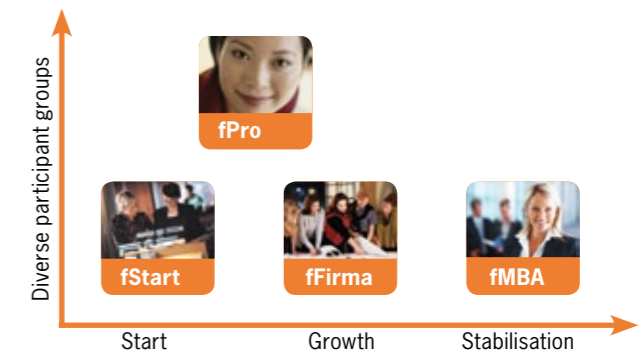 Diverse participant groups
fPro
fStart
fFirma
fMBA
Start
Growth
Stabilisation